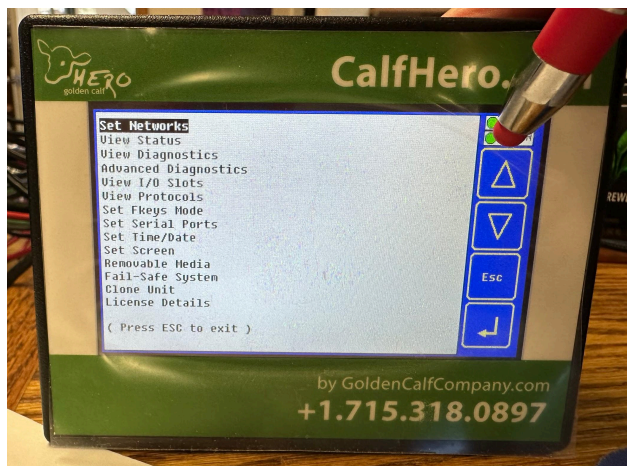 HERO
golden calf
CalfHero.
Set Networks
View Status
View Diagnostics
Advanced Diagnostics
View I/O Slots
View Protocols
Set Fkeys Mode
Set Serial Ports
Set Time/Date
Set Screen
Removable Media
Fail-Safe System
Clone Unit
License Details
( Press ESC to exit )
Esc
by GoldenCalfCompany.com
+1.715.318.0897